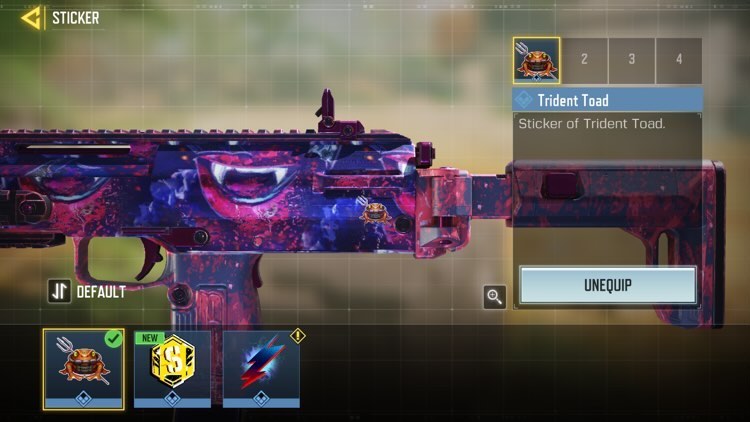 STICKER
2 3 4
Trident Toad
Sticker of Trident Toad.
UNEQUIP
DEFAULT
NEW
S
!